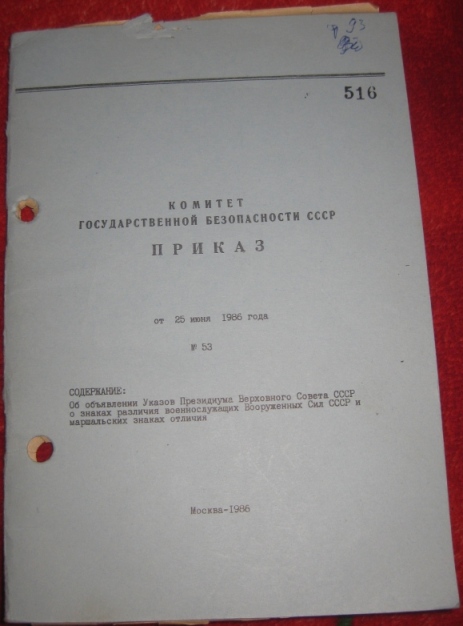 516
КОМИТЕТ
ГОСУДАРСТВЕННОЙ БЕЗОПАСНОСТИ СССР
ПРИКАЗ
от 25 июня 1986 года
№ 53
СОДЕРЖАНИЕ:
Об объявлении Указов Президиума Верховного Совета СССР
о знаках различия военнослужащих Вооруженных Сил СССР и
маршальских знаках отличия
Москва-1986